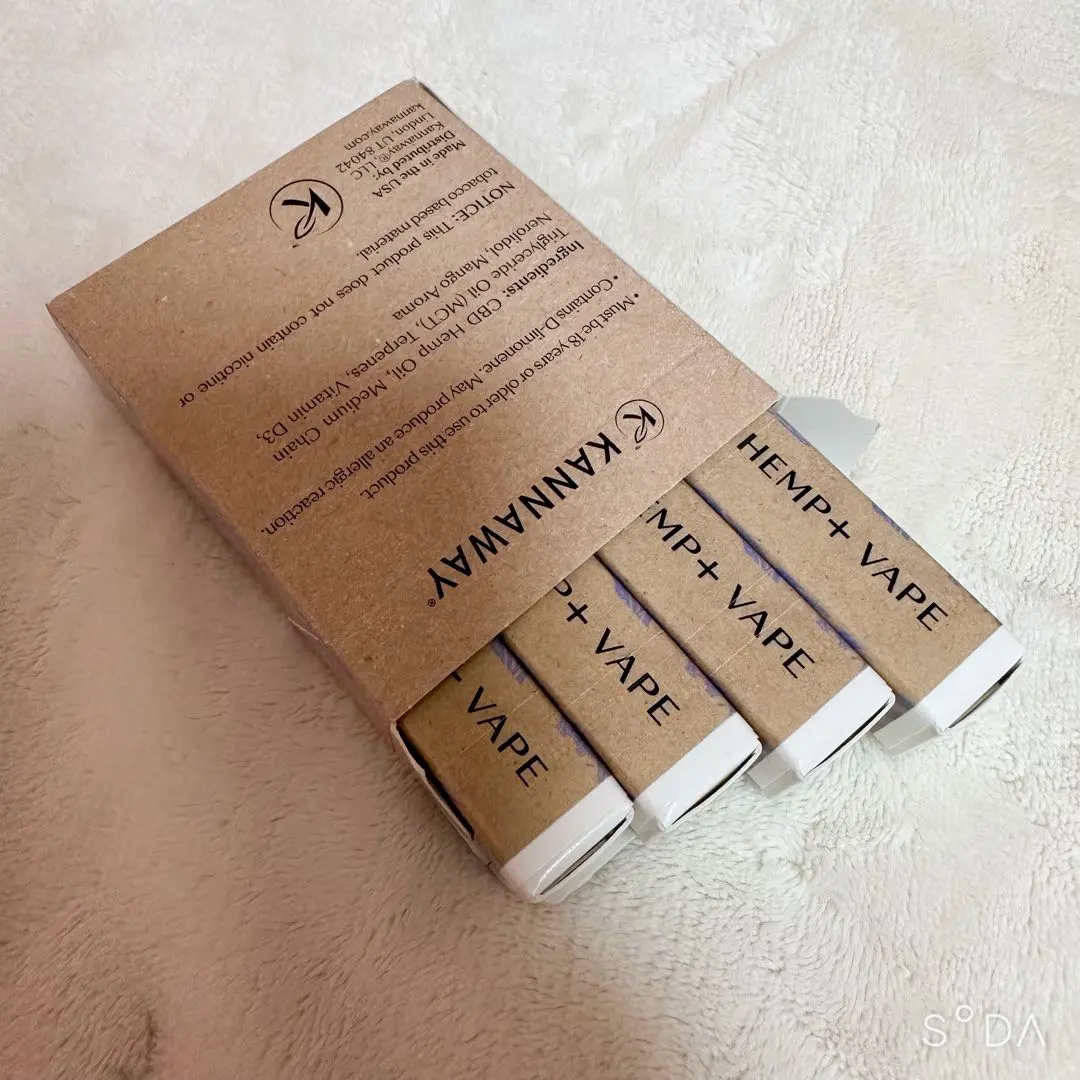 KANNAWAY®
• Must be 18 years or older to use this product.
• Contains D-limonene. May produce an allergic reaction.
Ingredients: CBD Hemp Oil, Medium Chain
Triglyceride Oil (MCT), Terpenes, Vitamin D3,
Nerolidol, Mango Aroma
NOTICE: This product does not contain nicotine or
tobacco based material.
Made in the USA
Distributed by:
Kannaway®, LLC
Lindon, UT 84042
kannaway.com
HEMP+ VAPE
EMP+ VAPE
P+ VAPE
+ VAPE
SODA